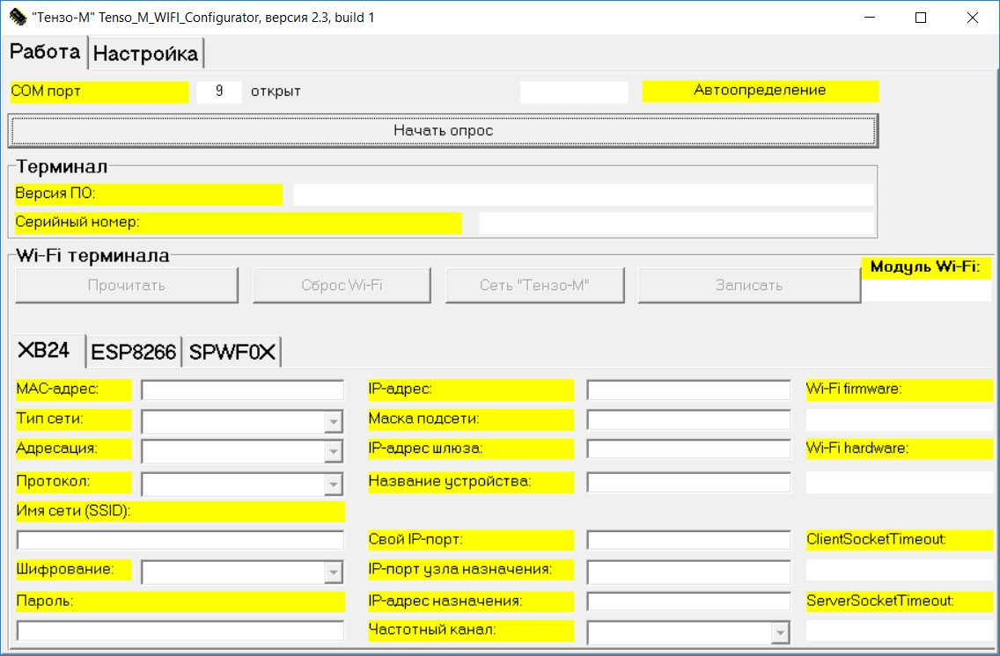 "Тензо-М" Tenso_M_WIFI_Configurator, версия 2.3, build 1
Работа Настройка
COM порт 9 открыт Автоопределение
Начать опрос
Терминал
Версия ПО:
Серийный номер:
Wi-Fi терминала
Модуль Wi-Fi:
Прочитать Сброс Wi-Fi Сеть "Тензо-М" Записать
XB24 ESP8266 SPWF0X
MAC-адрес: IP-адрес: Wi-Fi firmware:
Тип сети: Маска подсети:
Адресация: IP-адрес шлюза: Wi-Fi hardware:
Протокол: Название устройства:
Имя сети (SSID):
Свой IP-порт: ClientSocketTimeout:
Шифрование: IP-порт узла назначения:
Пароль: IP-адрес назначения: ServerSocketTimeout:
Частотный канал: